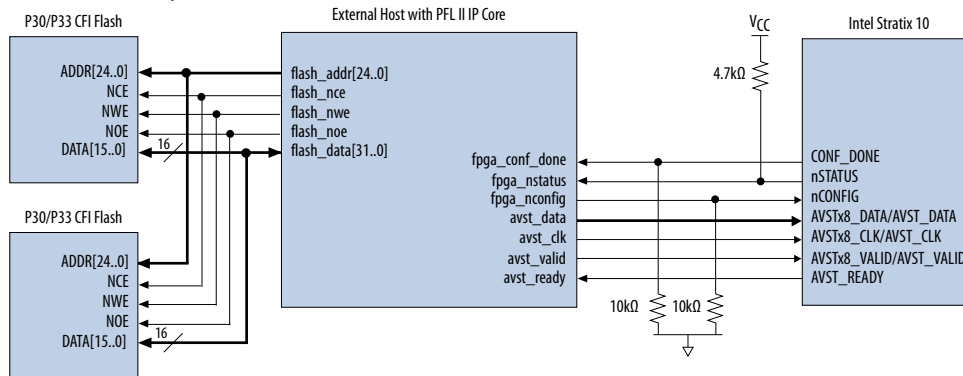 External Host with PFL II IP Core
P30/P33 CFI Flash
VCC
Intel Stratix 10
ADDR[24..0]
NCE
NWE
NOE
DATA[15..0]
16
flash_addr[24..0]
flash_nce
flash_nwe
flash_noe
flash_data[31..0]
4.7kΩ
fpga_conf_done
fpga_nstatus
fpga_nconfig
avst_data
avst_clk
avst_valid
avst_ready
CONF_DONE
nSTATUS
nCONFIG
AVSTx8_DATA/AVST_DATA
AVSTx8_CLK/AVST_CLK
AVSTx8_VALID/AVST_VALID
AVST_READY
P30/P33 CFI Flash
ADDR[24..0]
NCE
NWE
NOE
DATA[15..0]
16
10kΩ
10kΩ